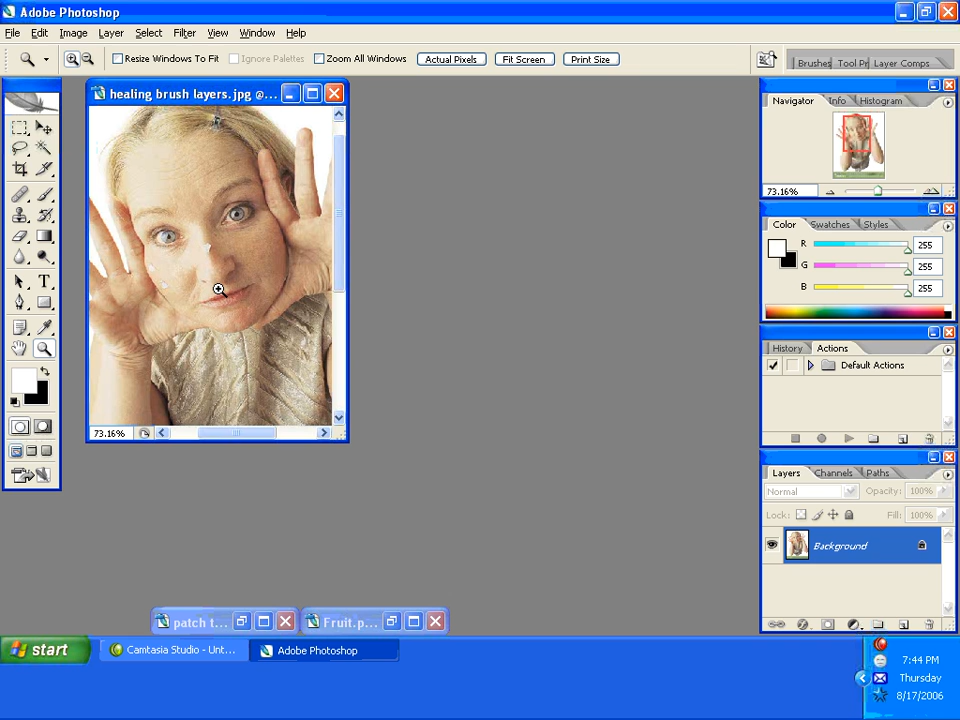 Adobe Photoshop
File Edit Image Layer Select Filter View Window Help
Resize Windows To Fit Ignore Palettes Zoom All Windows Actual Pixels Fit Screen Print Size
Brushes Tool Pr Layer Comps
healing brush layers.jpg @...
73.16%
Navigator Info Histogram
73.16%
Color Swatches Styles
R 255
G 255
B 255
History Actions
Default Actions
Layers Channels Paths
Normal Opacity: 100%
Lock: Fill: 100%
Background
patch t... Fruit.p...
start Camtasia Studio - Unt... Adobe Photoshop
7:44 PM
Thursday
8/17/2006